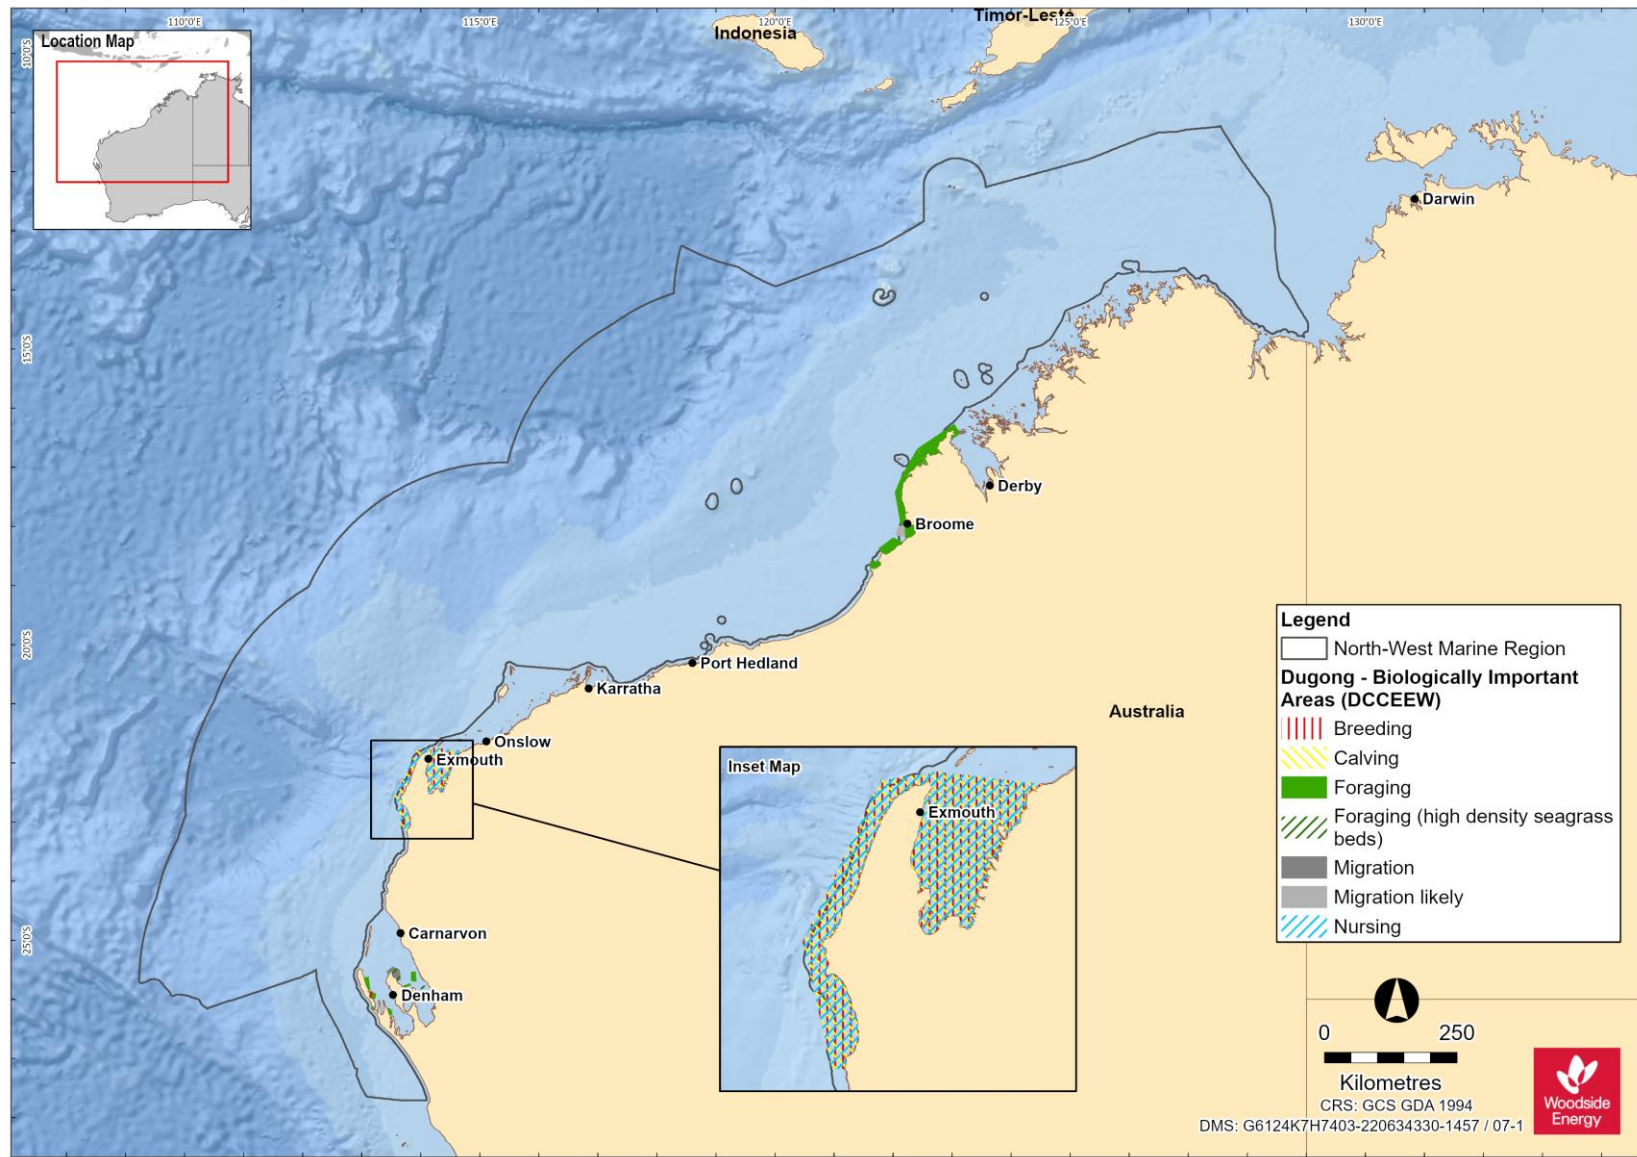 110°0'E
115°0'E
120°0'E
125°0'E
130°0'E
10°0'S
15°0'S
20°0'S
25°0'S
Location Map
Indonesia
Timor-Leste
Darwin
Derby
Broome
Port Hedland
Karratha
Onslow
Exmouth
Australia
Carnarvon
Denham
Inset Map
Exmouth
Legend
North-West Marine Region
Dugong - Biologically Important
Areas (DCCEEW)
Breeding
Calving
Foraging
Foraging (high density seagrass
beds)
Migration
Migration likely
Nursing
0 250
Kilometres
CRS: GCS GDA 1994
DMS: G6124K7H7403-220634330-1457 / 07-1
Woodside
Energy